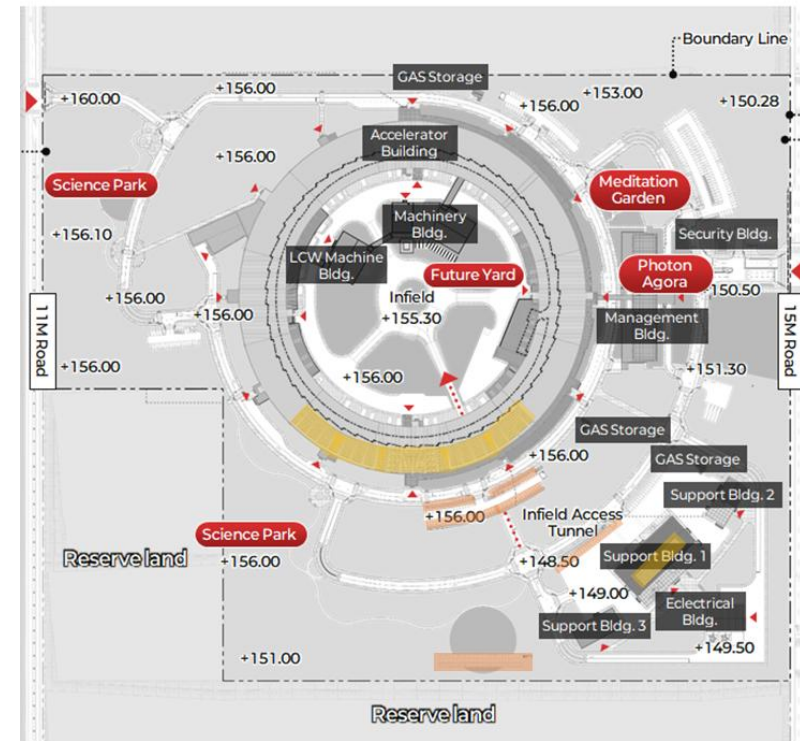 Boundary Line
GAS Storage
+156.00
+153.00
+160.00
+156.00
+150.28
Accelerator
Building
+156.00
Science Park
Meditation
Garden
Machinery
Bldg.
Security Bldg.
+156.10
LCW Machine
Bldg.
Future Yard
Photon
Agora
+150.50
Infield
+155.30
+156.00
+156.00
Management
Bldg.
11M Road
15M Road
+156.00
+156.00
+151.30
GAS Storage
+156.00
GAS Storage
Support Bldg. 2
+156.00
Infield Access
Tunnel
Science Park
+156.00
Reserve land
+148.50
Support Bldg. 1
+149.00
Eclectrical
Bldg.
Support Bldg. 3
+149.50
+151.00
Reserve land